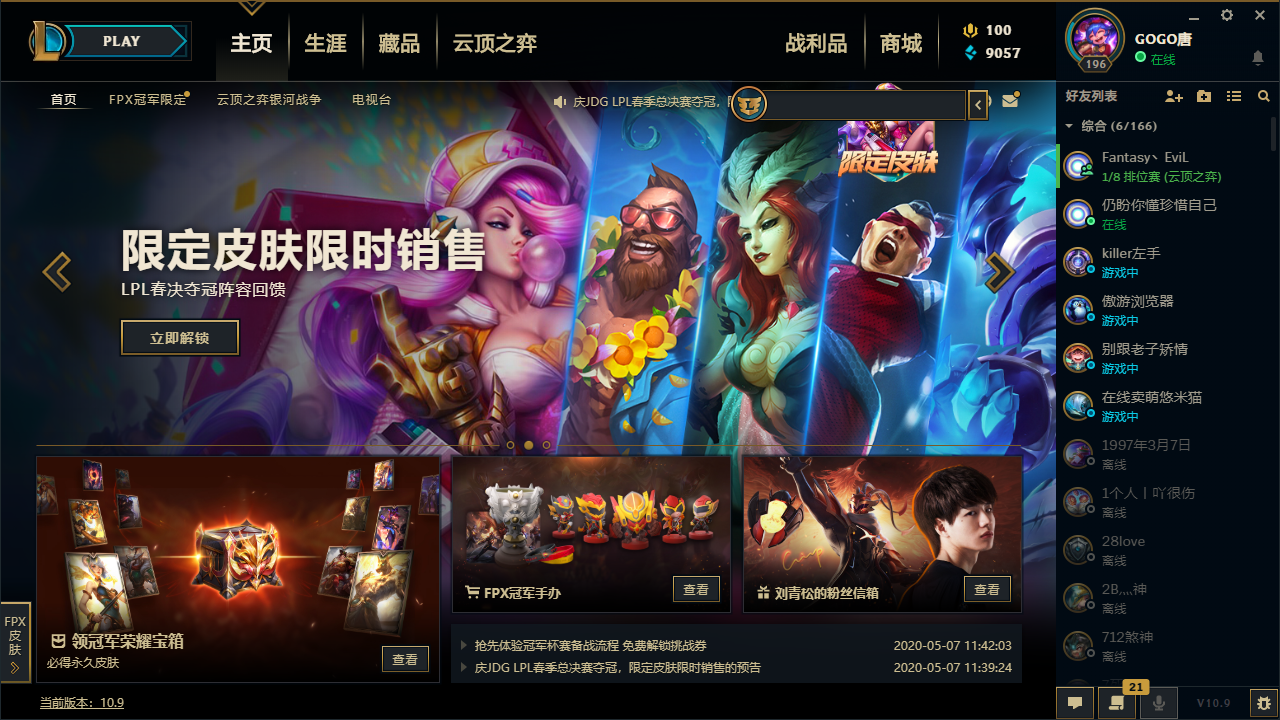 PLAY
主页
生涯
藏品
云顶之弈
战利品
商城
100
9057
GOGO唐
在线
196
首页
FPX冠军限定
云顶之弈银河战争
电视台
庆JDG LPL春季总决赛夺冠，
L
限定皮肤
限定皮肤限时销售
LPL春决夺冠阵容回馈
立即解锁
领冠军荣耀宝箱
必得永久皮肤
查看
FPX冠军手办
查看
刘青松的粉丝信箱
查看
抢先体验冠军杯赛备战流程 免费解锁挑战券
2020-05-07 11:42:03
庆JDG LPL春季总决赛夺冠，限定皮肤限时销售的预告
2020-05-07 11:39:24
FPX
皮
肤
当前版本：10.9
好友列表
综合 (6/166)
Fantasy丶 EviL
1/8 排位赛 (云顶之弈)
仍盼你懂珍惜自己
在线
killer左手
游戏中
傲游浏览器
游戏中
别跟老子矫情
游戏中
在线卖萌悠米猫
游戏中
1997年3月7日
离线
1个人丨吖很伤
离线
28love
离线
2B灬神
离线
712煞神
离线
21
V10.9